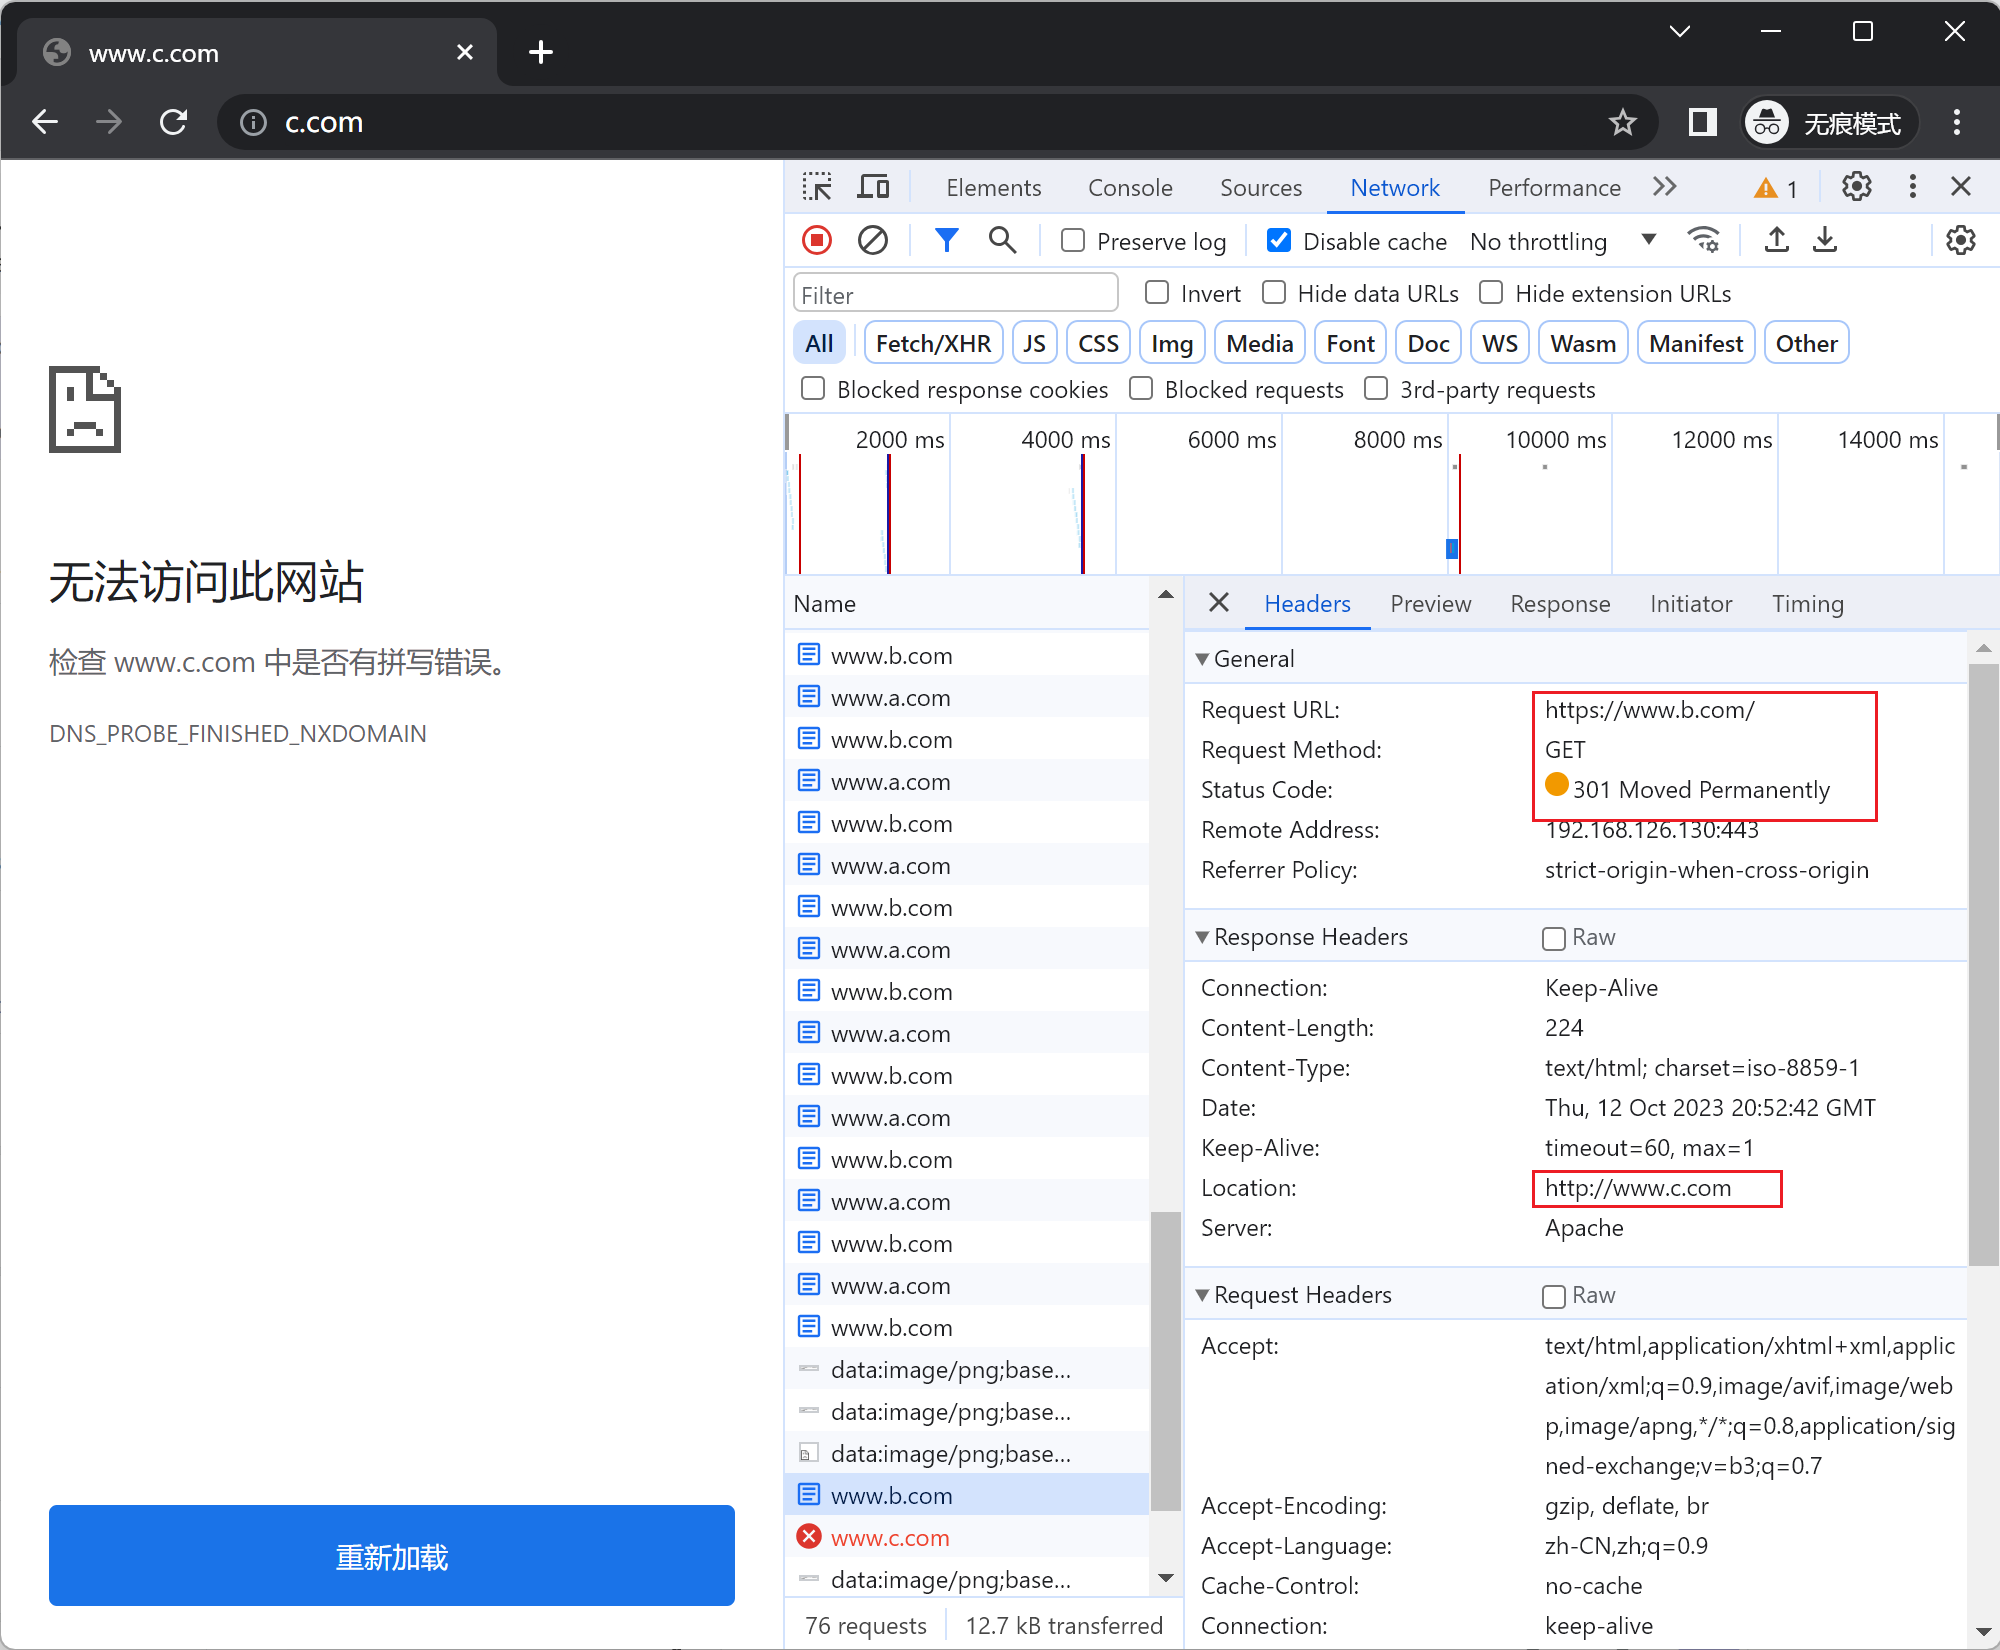 www.c.com
c.com
无痕模式
无法访问此网站
检查 www.c.com 中是否有拼写错误。
DNS_PROBE_FINISHED_NXDOMAIN
重新加载
Elements Console Sources Network Performance 1
Preserve log Disable cache No throttling
Filter Invert Hide data URLs Hide extension URLs
All Fetch/XHR JS CSS Img Media Font Doc WS Wasm Manifest Other
Blocked response cookies Blocked requests 3rd-party requests
2000 ms 4000 ms 6000 ms 8000 ms 10000 ms 12000 ms 14000 ms
Name
www.b.com
www.a.com
www.b.com
www.a.com
www.b.com
www.a.com
www.b.com
www.a.com
www.b.com
www.a.com
www.b.com
www.a.com
www.b.com
www.a.com
www.b.com
www.a.com
www.b.com
data:image/png;base...
data:image/png;base...
data:image/png;base...
www.b.com
www.c.com
data:image/png;base...
76 requests 12.7 kB transferred
Headers Preview Response Initiator Timing
General
Request URL: https://www.b.com/
Request Method: GET
Status Code: 301 Moved Permanently
Remote Address: 192.168.126.130:443
Referrer Policy: strict-origin-when-cross-origin
Response Headers Raw
Connection: Keep-Alive
Content-Length: 224
Content-Type: text/html; charset=iso-8859-1
Date: Thu, 12 Oct 2023 20:52:42 GMT
Keep-Alive: timeout=60, max=1
Location: http://www.c.com
Server: Apache
Request Headers Raw
Accept: text/html,application/xhtml+xml,applic
ation/xml;q=0.9,image/avif,image/web
p,image/apng,*/*;q=0.8,application/sig
ned-exchange;v=b3;q=0.7
Accept-Encoding: gzip, deflate, br
Accept-Language: zh-CN,zh;q=0.9
Cache-Control: no-cache
Connection: keep-alive